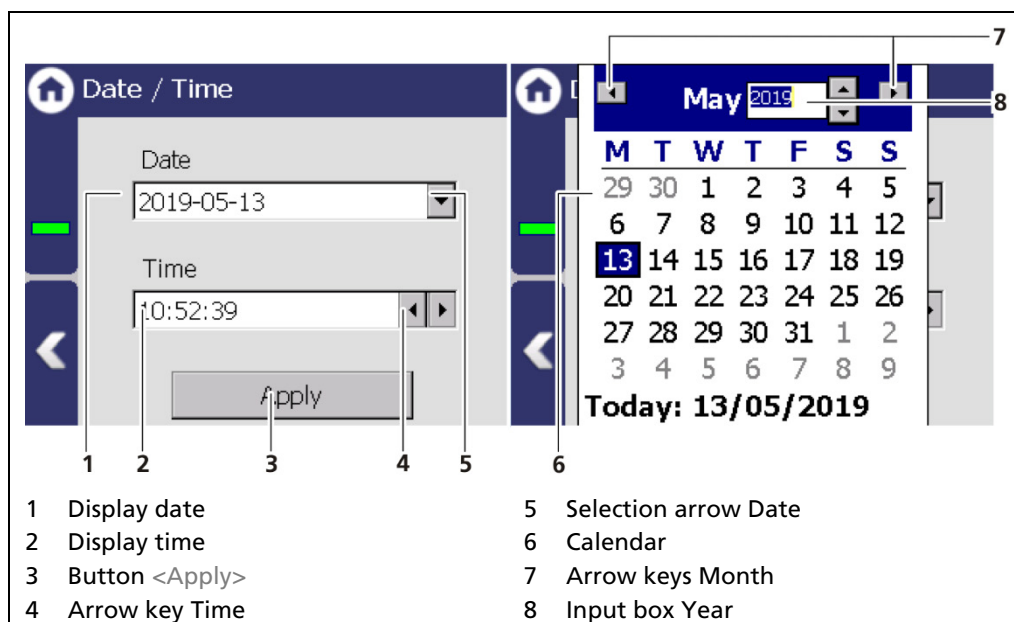 7
Date / Time
D
May 2019
8
Date
M T W T F S S
2019-05-13
29 30 1 2 3 4 5
6 7 8 9 10 11 12
Time
13 14 15 16 17 18 19
10:52:39
20 21 22 23 24 25 26
27 28 29 30 31 1 2
3 4 5 6 7 8 9
Apply
Today: 13/05/2019
1 2 3 4 5 6
1 Display date
2 Display time
3 Button <Apply>
4 Arrow key Time
5 Selection arrow Date
6 Calendar
7 Arrow keys Month
8 Input box Year